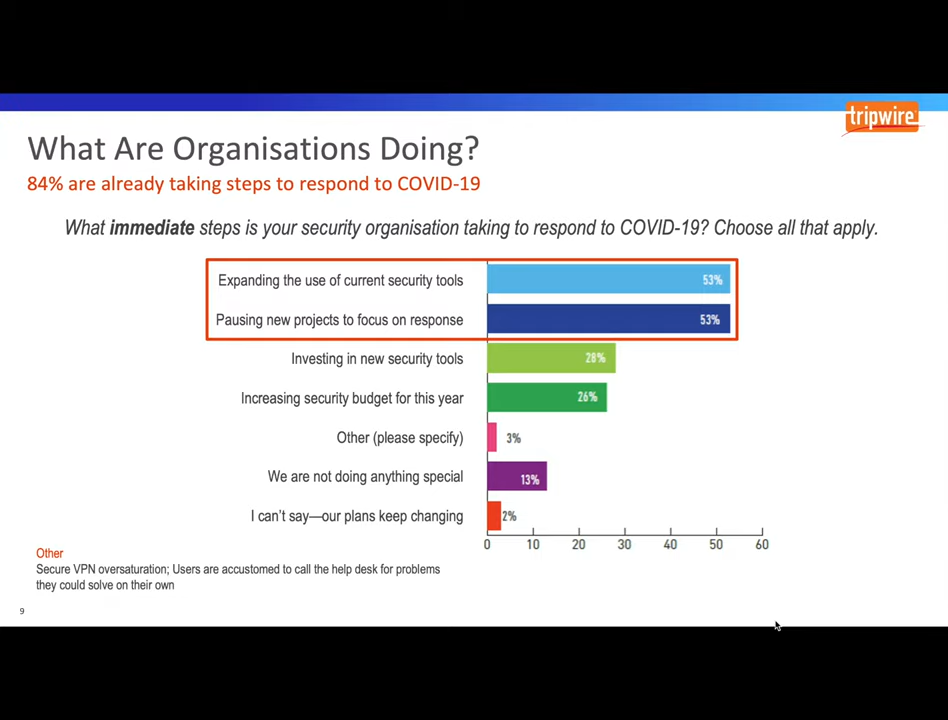 tripwire
What Are Organisations Doing?
84% are already taking steps to respond to COVID-19
What immediate steps is your security organisation taking to respond to COVID-19? Choose all that apply.
Expanding the use of current security tools 53%
Pausing new projects to focus on response 53%
Investing in new security tools 28%
Increasing security budget for this year 26%
Other (please specify) 3%
We are not doing anything special 13%
I can't say—our plans keep changing 2%
0 10 20 30 40 50 60
Other
Secure VPN oversaturation; Users are accustomed to call the help desk for problems
they could solve on their own
9